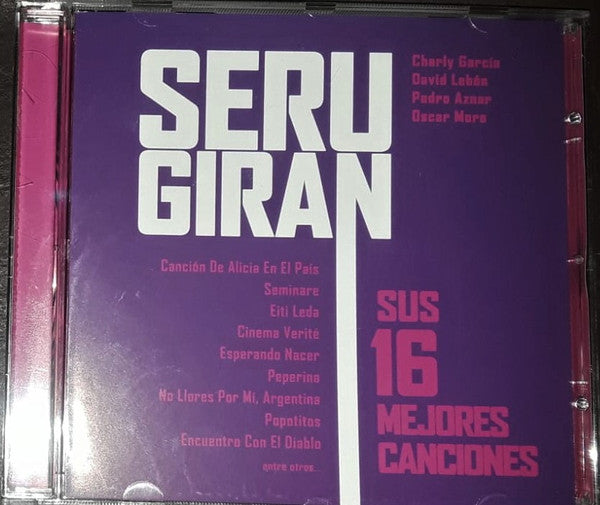 SERU
GIRAN
Charly García
David Lebón
Pedro Aznar
Oscar Moro
Canción De Alicia En El País
Seminare
Eiti Leda
Cinema Verité
Esperando Nacer
Peperina
No Llores Por Mí, Argentina
Popotitos
Encuentro Con El Diablo
entre otros...
SUS
16
MEJORES
CANCIONES